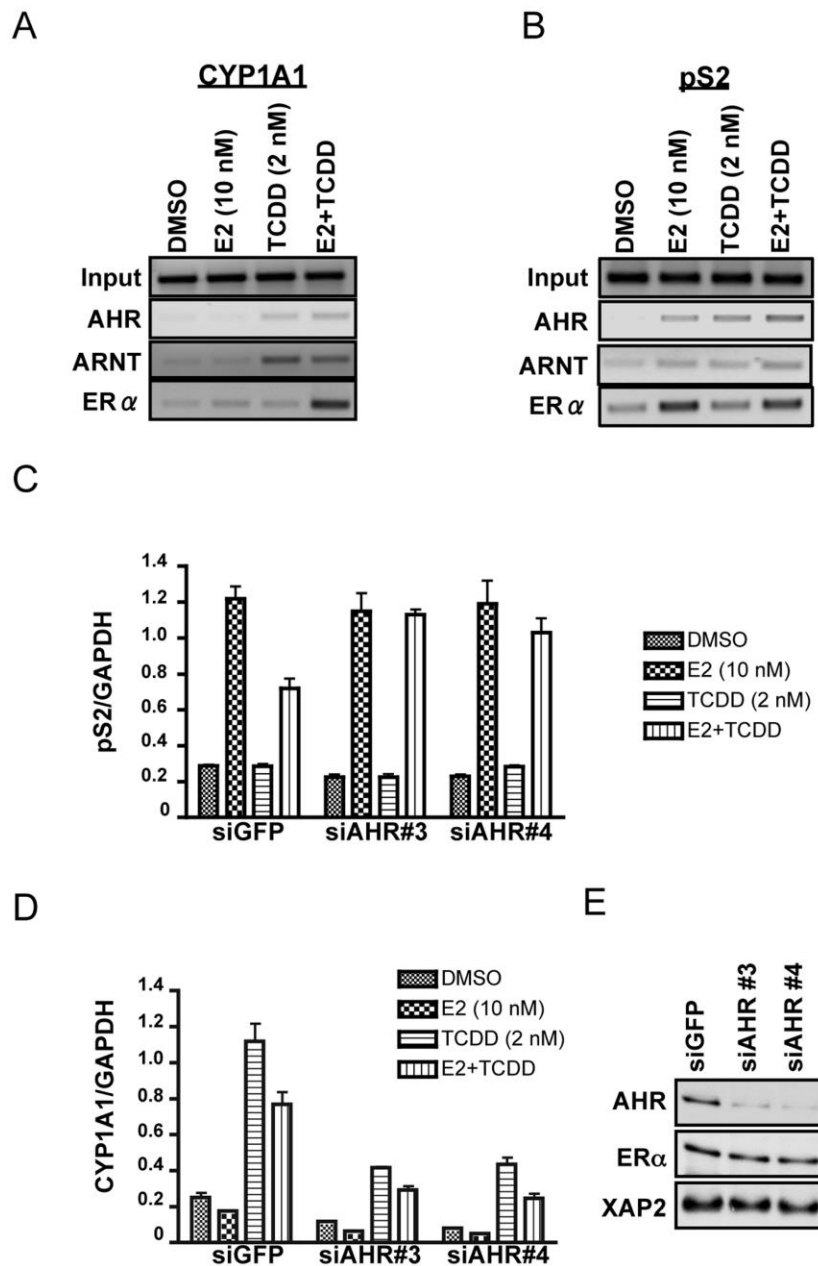 A
CYP1A1
DMSO
E2 (10 nM)
TCDD (2 nM)
E2+TCDD
Input
AHR
ARNT
ERα
B
pS2
DMSO
E2 (10 nM)
TCDD (2 nM)
E2+TCDD
Input
AHR
ARNT
ERα
C
pS2/GAPDH
1.4
1.2
1.0
0.8
0.6
0.4
0.2
0
siGFP
siAHR#3
siAHR#4
DMSO
E2 (10 nM)
TCDD (2 nM)
E2+TCDD
D
CYP1A1/GAPDH
1.4
1.2
1.0
0.8
0.6
0.4
0.2
0
siGFP
siAHR#3
siAHR#4
DMSO
E2 (10 nM)
TCDD (2 nM)
E2+TCDD
E
siGFP
siAHR #3
siAHR #4
AHR
ERα
XAP2